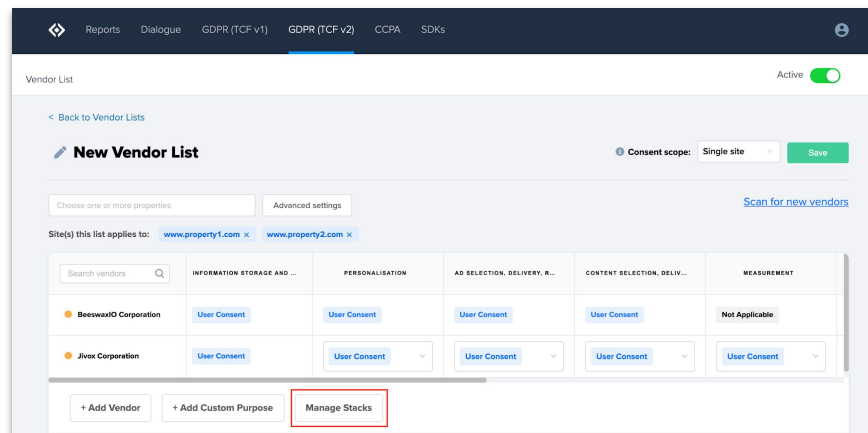 Reports Dialogue GDPR (TCF v1) GDPR (TCF v2) CCPA SDKs
Vendor List Active
< Back to Vendor Lists
New Vendor List Consent scope: Single site Save
Choose one or more properties Advanced settings Scan for new vendors
Site(s) this list applies to: www.property1.com × www.property2.com ×
Search vendors INFORMATION STORAGE AND ... PERSONALISATION AD SELECTION, DELIVERY, R... CONTENT SELECTION, DELIV... MEASUREMENT
BeeswaxIO Corporation User Consent User Consent User Consent User Consent Not Applicable
Jivox Corporation User Consent User Consent User Consent User Consent User Consent
+ Add Vendor + Add Custom Purpose Manage Stacks